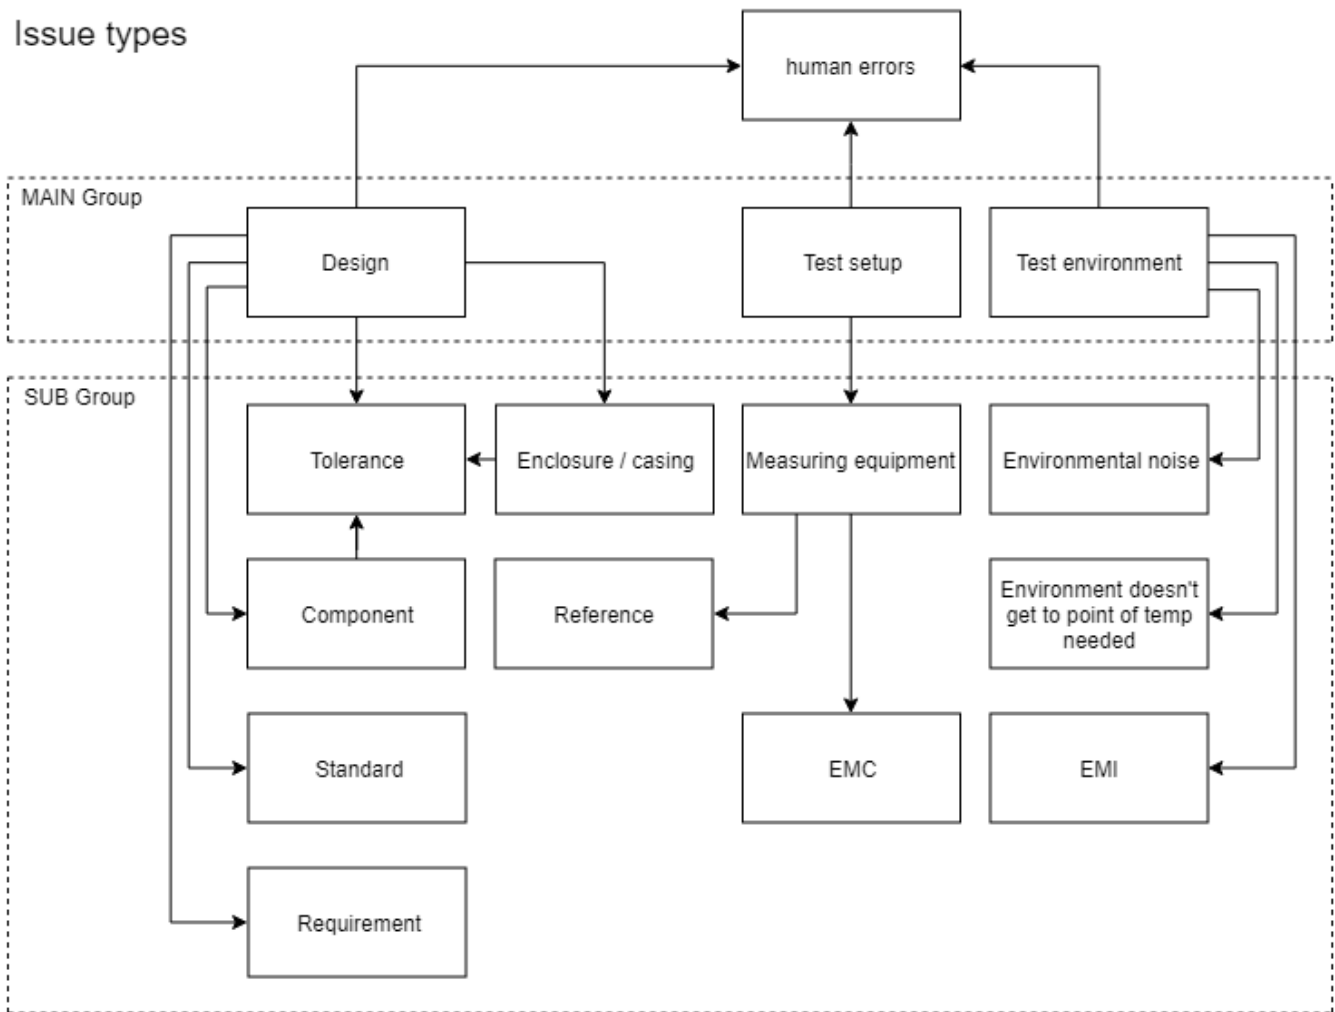 Issue types
human errors
MAIN Group
Design
Test setup
Test environment
SUB Group
Tolerance
Enclosure / casing
Measuring equipment
Environmental noise
Component
Reference
Environment doesn't
get to point of temp
needed
Standard
EMC
EMI
Requirement